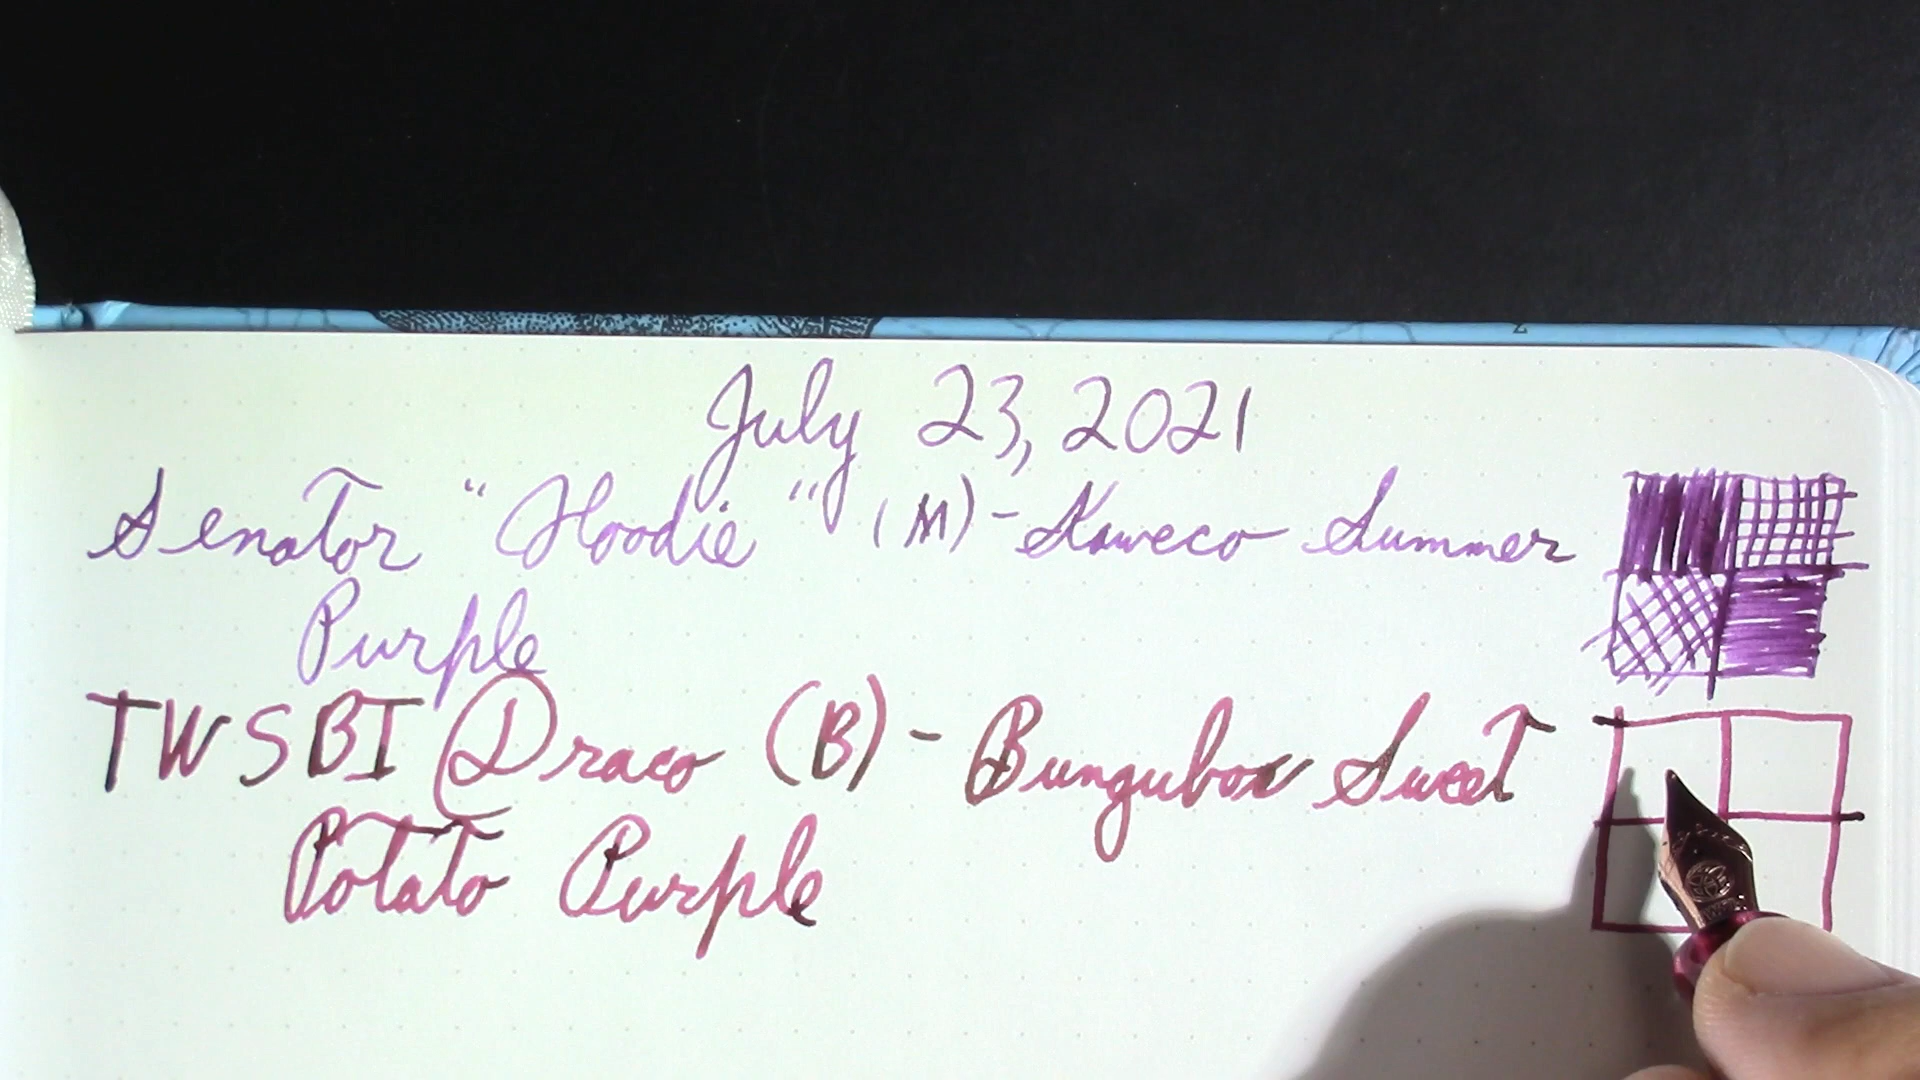 July 23, 2021
Senator "Hoodie" (M) - Kaweco Summer
Purple
TWSBI Draco (B) - Bungubox Sweet
Potato Purple